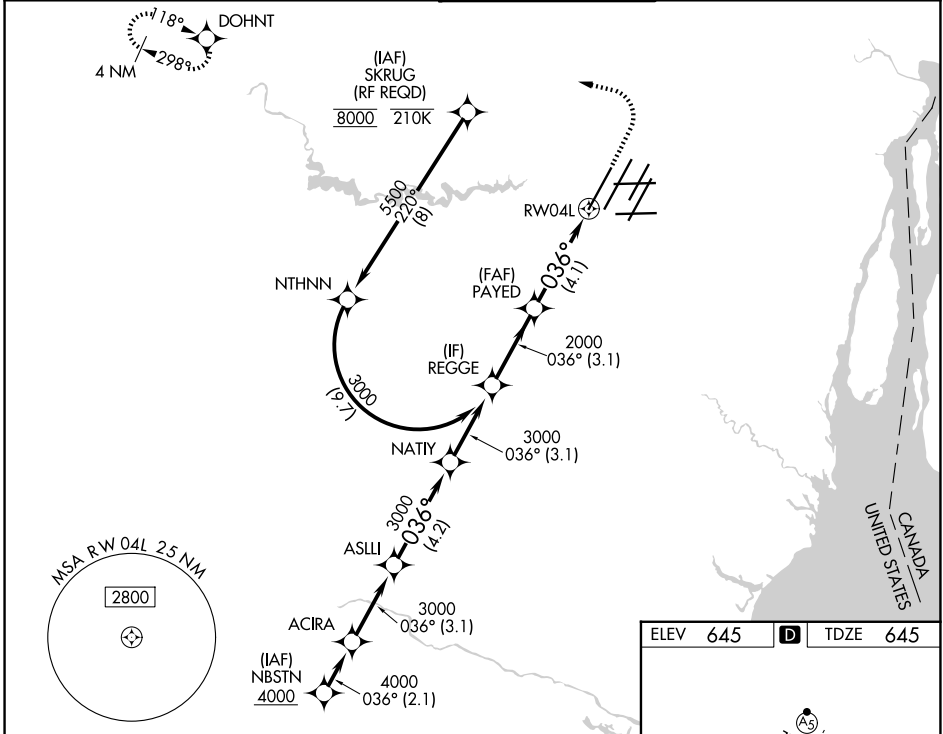 118°
DOHNT
298°
4 NM
(IAF)
SKRUG
(RF REQD)
8000 210K
5500
220°
(8)
RW04L
036°
(4.1)
(FAF)
PAYED
NTHNN
2000
036° (3.1)
(IF)
REGGE
3000
(9.7)
3000
036° (3.1)
NATIY
3000
036°
(4.2)
ASLLI
3000
036° (3.1)
ACIRA
(IAF)
NBSTN
4000
4000
036° (2.1)
MSA RW 04L 25 NM
2800
CANADA
UNITED STATES
ELEV 645 D TDZE 645
A5